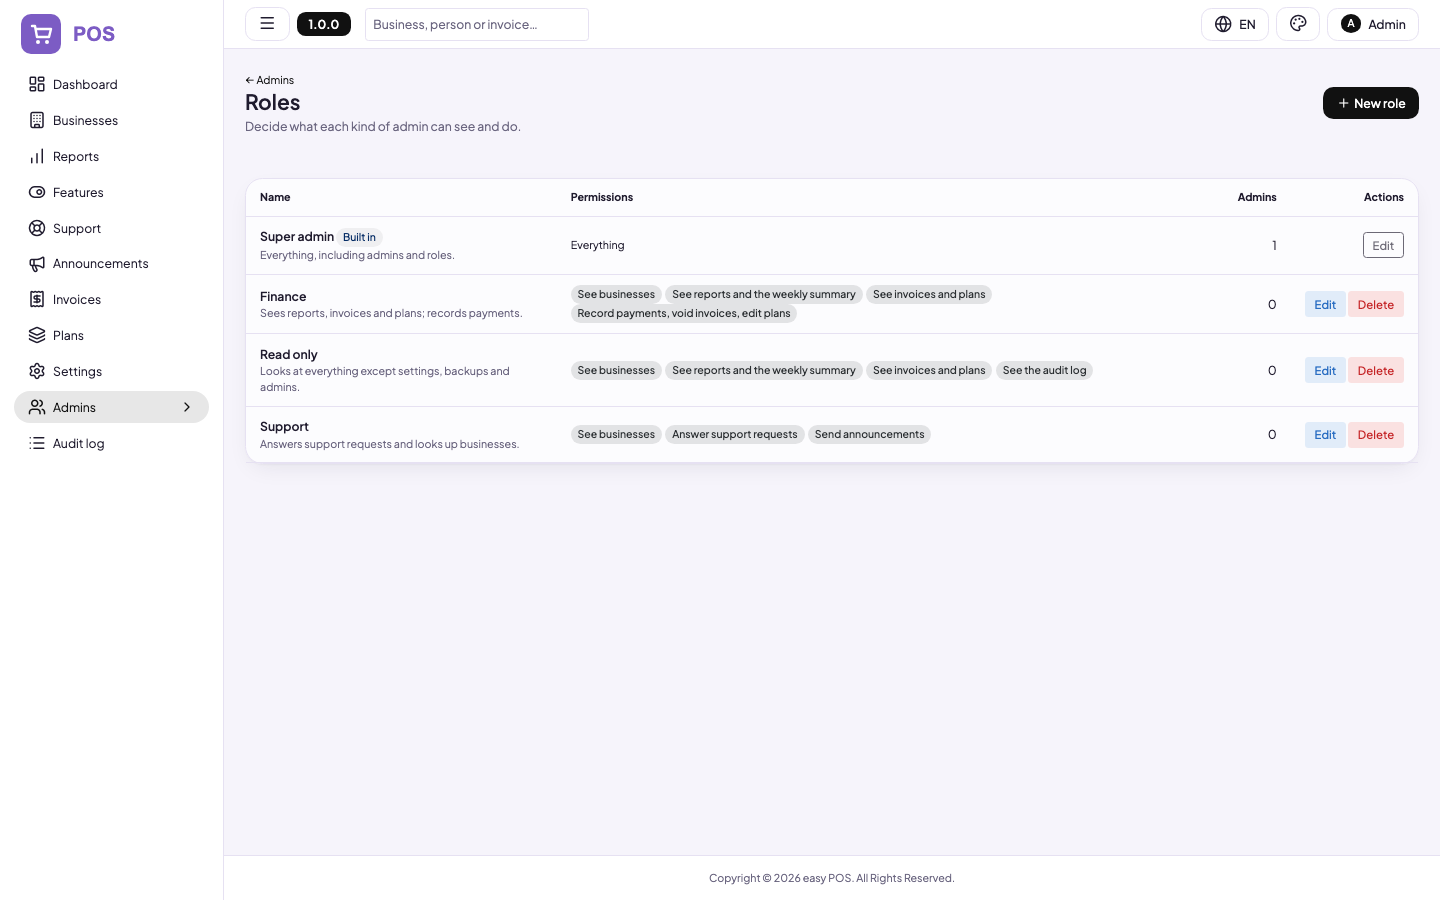 POS
1.0.0
Business, person or invoice...
EN
A
Admin
Dashboard
Businesses
Reports
Features
Support
Announcements
Invoices
Plans
Settings
Admins
Audit log
← Admins
Roles
Decide what each kind of admin can see and do.
+ New role
Name Permissions Admins Actions
Super admin Built in
Everything, including admins and roles.
Everything
1
Edit
Finance
Sees reports, invoices and plans; records payments.
See businesses See reports and the weekly summary See invoices and plans
Record payments, void invoices, edit plans
0
Edit Delete
Read only
Looks at everything except settings, backups and
admins.
See businesses See reports and the weekly summary See invoices and plans See the audit log
0
Edit Delete
Support
Answers support requests and looks up businesses.
See businesses Answer support requests Send announcements
0
Edit Delete
Copyright © 2026 easy POS. All Rights Reserved.